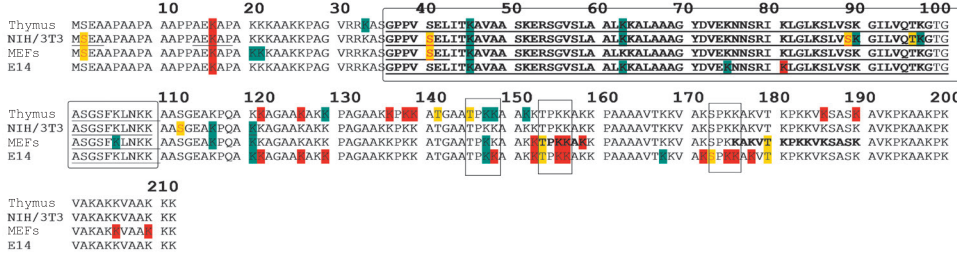 10 20 30 40 50 60 70 80 90 100
Thymus MSEAAPAAPA AAPPAEKAPA KKKAAKKPAG VRRKASGPPV SELITKAVAA SKERSGVSLA ALKKALAAAG YDVEKNNSRI KLGLKSLVSK GILVQTKGTG
NIH/3T3 MSEAAPAAPA AAPPAEKAPA KKKAAKKPAG VRRKASGPPV SELITKAVAA SKERSGVSLA ALKKALAAAG YDVEKNNSRI KLGLKSLVSK GILVQTKGTG
MEFs MSEAAPAAPA AAPPAEKAPA KKKAAKKPAG VRRKASGPPV SELITKAVAA SKERSGVSLA ALKKALAAAG YDVEKNNSRI KLGLKSLVSK GILVQTKGTG
E14 MSEAAPAAPA AAPPAEKAPA KKKAAKKPAG VRRKASGPPV SELITKAVAA SKERSGVSLA ALKKALAAAG YDVEKNNSRI KLGLKSLVSK GILVQTKGTG
110 120 130 140 150 162 173 182 190 200
Thymus ASGSFKLNKK AASGEAKPQA KKAGAAKAKK PAGAAKKPKK ATGAATPKKA AKKTPKKAKK PAAAAVTKKV AKSPKKAKVT KPKKVKSASK AVKPKAAKPK
NIH/3T3 ASGSFKLNKK AASGEAKPQA KKAGAAKAKK PAGAAKKPKK ATGAATPKKA AKKTPKKAKK PAAAAVTKKV AKSPKKAKVT KPKKVKSASK AVKPKAAKPK
MEFs ASGSFKLNKK AASGEAKPQA KKAGAAKAKK PAGAAKKPKK ATGAATPKKA AKKTPKKAKK PAAAAVTKKV AKSPKKAKVT KPKKVKSASK AVKPKAAKPK
E14 ASGSFKLNKK AASGEAKPQA KKAGAAKAKK PAGAAKKPKK ATGAATPKKA AKKTPKKAKK PAAAAVTKKV AKSPKKAKVT KPKKVKSASK AVKPKAAKPK
210
Thymus VAKAKKVAAK KK
NIH/3T3 VAKAKKVAAK KK
MEFs VAKAKKVAAK KK
E14 VAKAKKVAAK KK